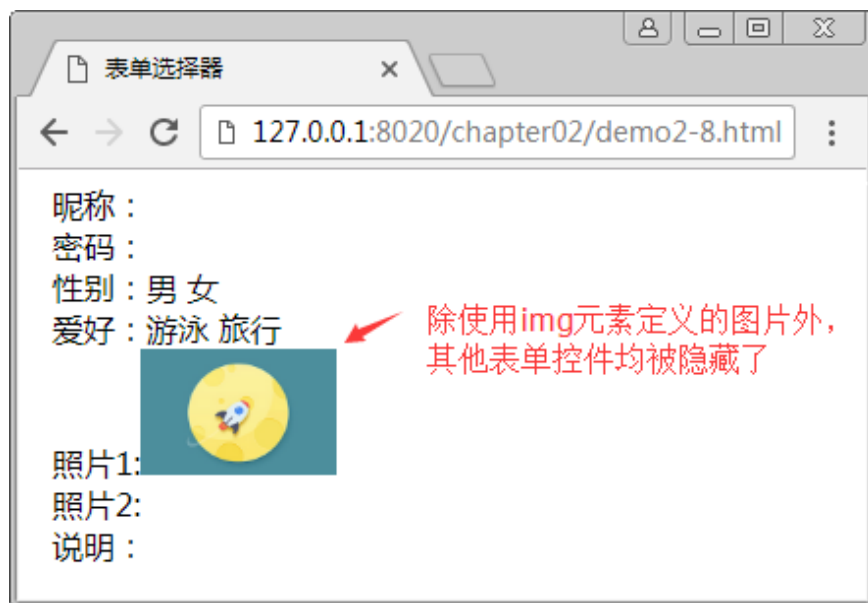 表单选择器
127.0.0.1:8020/chapter02/demo2-8.html
昵称：
密码：
性别：男 女
爱好：游泳 旅行
除使用img元素定义的图片外，
其他表单控件均被隐藏了
照片1:
照片2:
说明：